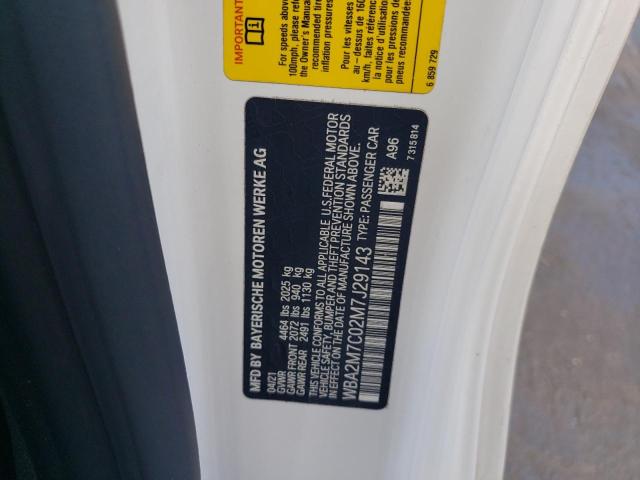 IMPORTANT
For speeds above
100mph, please refer
the Owner's Manual
recommended tire
inflation pressures
Pour les vitesses
au - dessus de 160
km/h, faites référence
la notice d'utilisation
pneus recommandées
6 859 729
MFD BY BAYERISCHE MOTOREN WERKE AG
04/21
GVWR 4464 lbs 2025 kg
GAWR FRONT 2072 lbs 940 kg
GAWR REAR 2491 lbs 1130 kg
THIS VEHICLE CONFORMS TO ALL APPLICABLE U.S.FEDERAL MOTOR
VEHICLE SAFETY, BUMPER AND THEFT PREVENTION STANDARDS
IN EFFECT ON THE DATE OF MANUFACTURE SHOWN ABOVE.
WBA2M7C02M7J29143 TYPE: PASSENGER CAR
A96
7 315 814